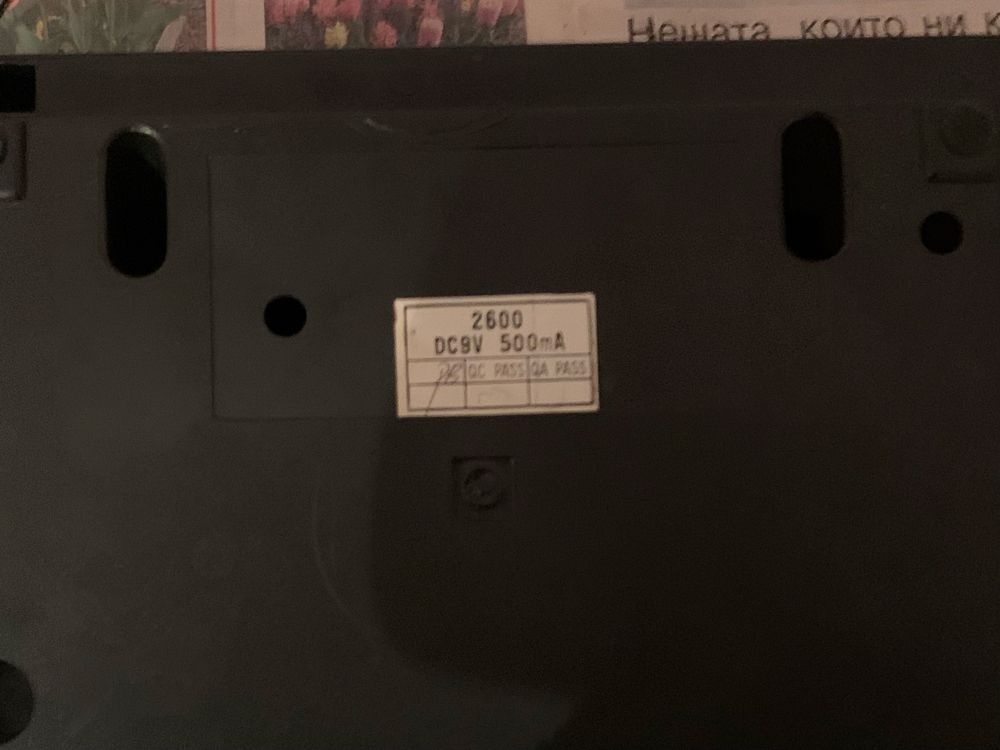 Нещата които ни к
2600
DC9V 500mA
QC PASS QA PASS